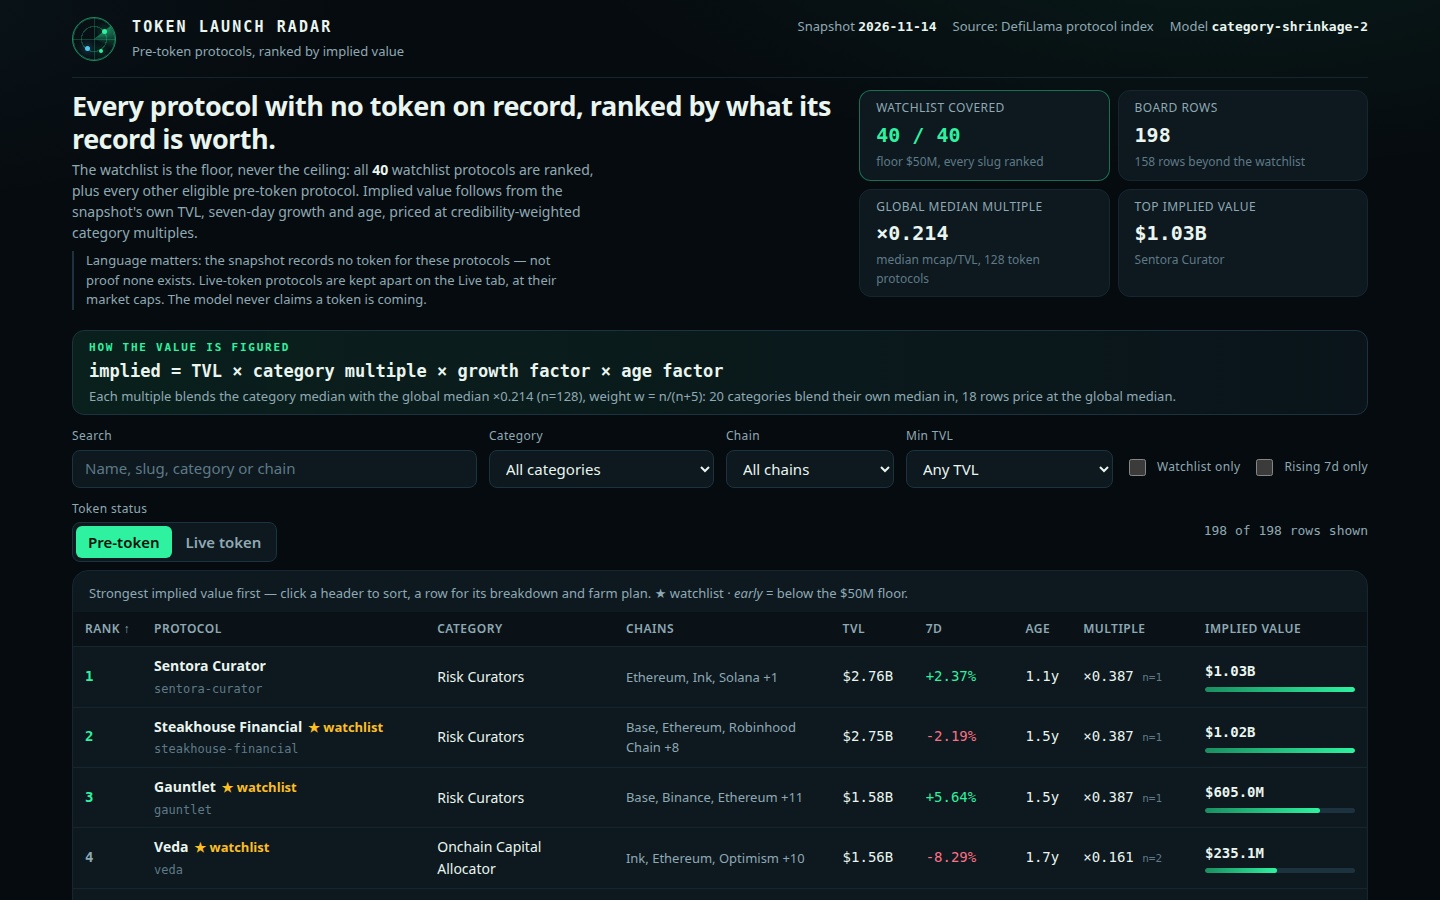 TOKEN LAUNCH RADAR
Pre-token protocols, ranked by implied value
Snapshot 2026-11-14 Source: DefiLlama protocol index Model category-shrinkage-2
Every protocol with no token on record, ranked by what its
record is worth.
The watchlist is the floor, never the ceiling: all 40 watchlist protocols are ranked,
plus every other eligible pre-token protocol. Implied value follows from the
snapshot's own TVL, seven-day growth and age, priced at credibility-weighted
category multiples.
Language matters: the snapshot records no token for these protocols — not
proof none exists. Live-token protocols are kept apart on the Live tab, at their
market caps. The model never claims a token is coming.
WATCHLIST COVERED
40 / 40
floor $50M, every slug ranked
BOARD ROWS
198
158 rows beyond the watchlist
GLOBAL MEDIAN MULTIPLE
×0.214
median mcap/TVL, 128 token
protocols
TOP IMPLIED VALUE
$1.03B
Sentora Curator
HOW THE VALUE IS FIGURED
implied = TVL × category multiple × growth factor × age factor
Each multiple blends the category median with the global median ×0.214 (n=128), weight w = n/(n+5): 20 categories blend their own median in, 18 rows price at the global median.
Search
Name, slug, category or chain
Category
All categories
Chain
All chains
Min TVL
Any TVL
Watchlist only
Rising 7d only
Token status
Pre-token Live token
198 of 198 rows shown
Strongest implied value first — click a header to sort, a row for its breakdown and farm plan. ★ watchlist · early = below the $50M floor.
RANK ↑ PROTOCOL CATEGORY CHAINS TVL 7D AGE MULTIPLE IMPLIED VALUE
1 Sentora Curator sentora-curator Risk Curators Ethereum, Ink, Solana +1 $2.76B +2.37% 1.1y ×0.387 n=1 $1.03B
2 Steakhouse Financial ★ watchlist steakhouse-financial Risk Curators Base, Ethereum, Robinhood Chain +8 $2.75B -2.19% 1.5y ×0.387 n=1 $1.02B
3 Gauntlet ★ watchlist gauntlet Risk Curators Base, Binance, Ethereum +11 $1.58B +5.64% 1.5y ×0.387 n=1 $605.0M
4 Veda ★ watchlist veda Onchain Capital Allocator Ink, Ethereum, Optimism +10 $1.56B -8.29% 1.7y ×0.161 n=2 $235.1M